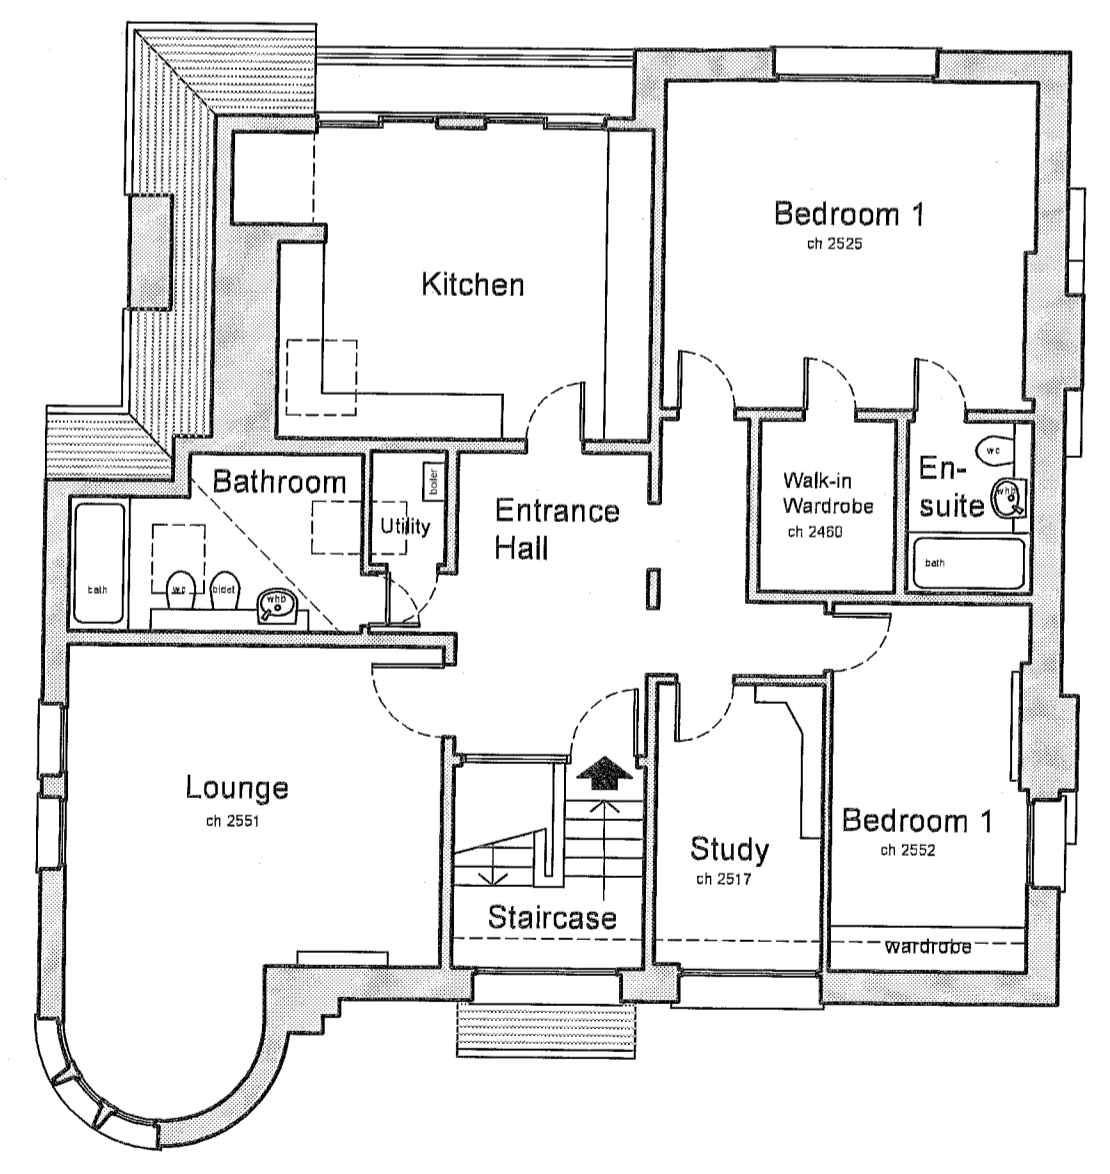 Bedroom 1
ch 2525
Kitchen
Bathroom
boiler
Utility
Entrance
Hall
Walk-in
Wardrobe
ch 2460
En-
suite
wc
whb
bath
bath
wc
bidet
whb
Lounge
ch 2551
Study
ch 2517
Bedroom 1
ch 2552
Staircase
wardrobe